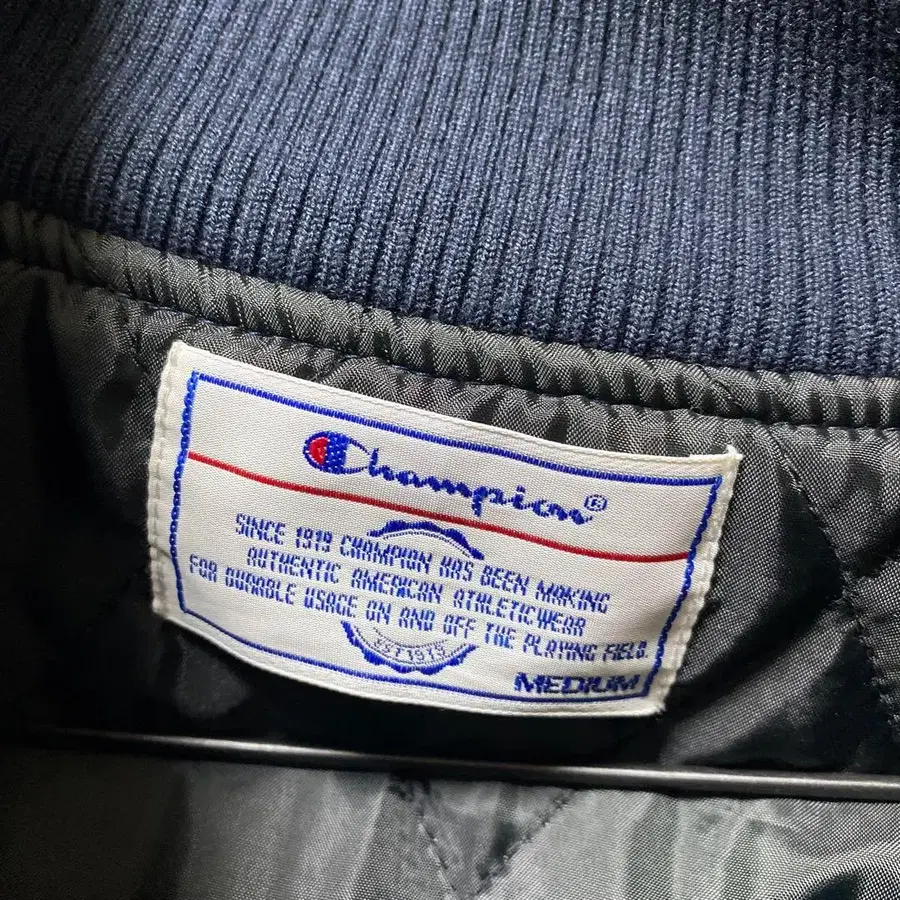 Champion®
SINCE 1919 CHAMPION HAS BEEN MAKING
AUTHENTIC AMERICAN ATHLETICWEAR
FOR DURABLE USAGE ON AND OFF THE PLAYING FIELD.
EST 1919
MEDIUM